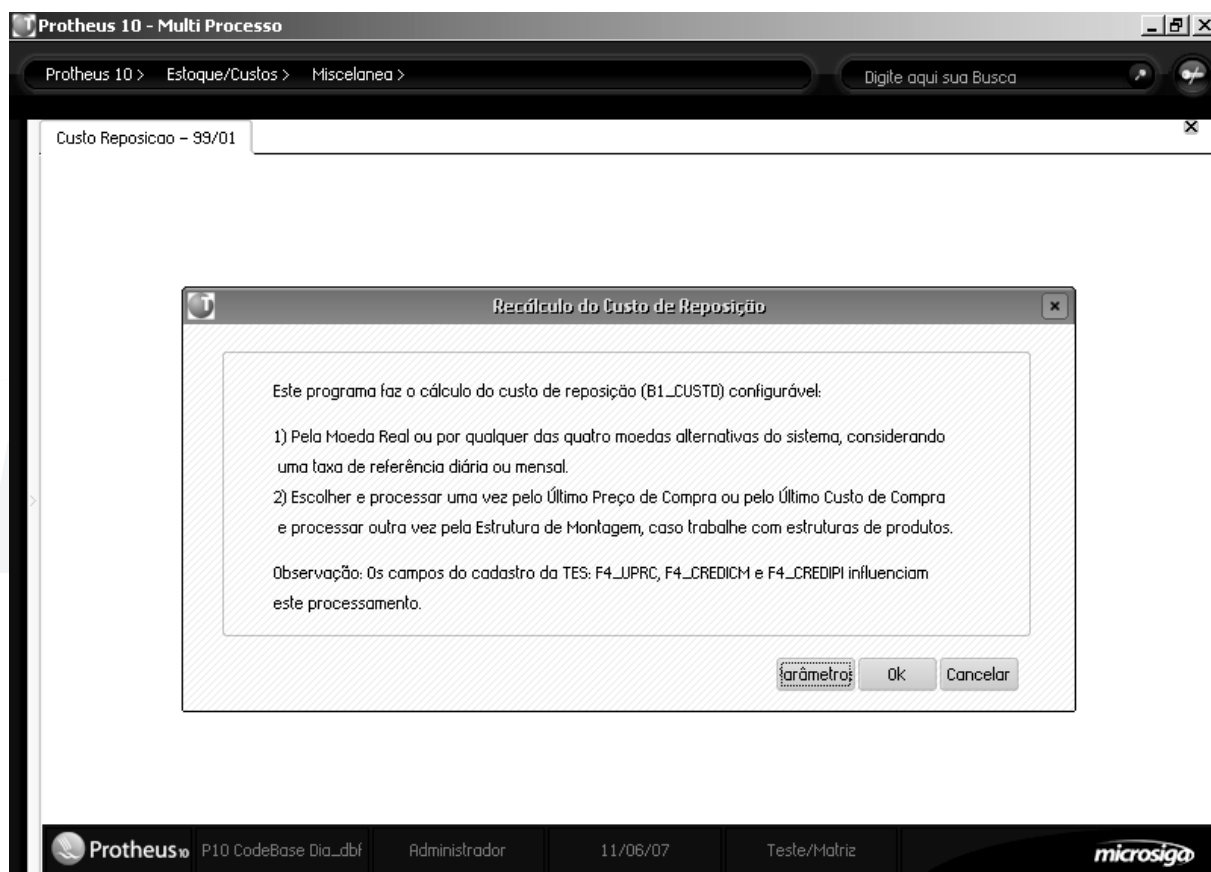 Protheus 10 - Multi Processo
Protheus 10 > Estoque/Custos > Miscelanea >
Digite aqui sua Busca
Custo Reposicao - 99/01
Recálculo do Custo de Reposição
Este programa faz o cálculo do custo de reposição (B1_CUSTD) configurável:
1) Pela Moeda Real ou por qualquer das quatro moedas alternativas do sistema, considerando
uma taxa de referência diária ou mensal.
2) Escolher e processar uma vez pelo Último Preço de Compra ou pelo Último Custo de Compra
e processar outra vez pela Estrutura de Montagem, caso trabalhe com estruturas de produtos.
Observação: Os campos do cadastro da TES: F4_UPRC, F4_CREDICM e F4_CREDIPI influenciam
este processamento.
Parâmetros Ok Cancelar
Protheus 10 P10 CodeBase Dia_dbf Administrador 11/06/07 Teste/Matriz microsiga